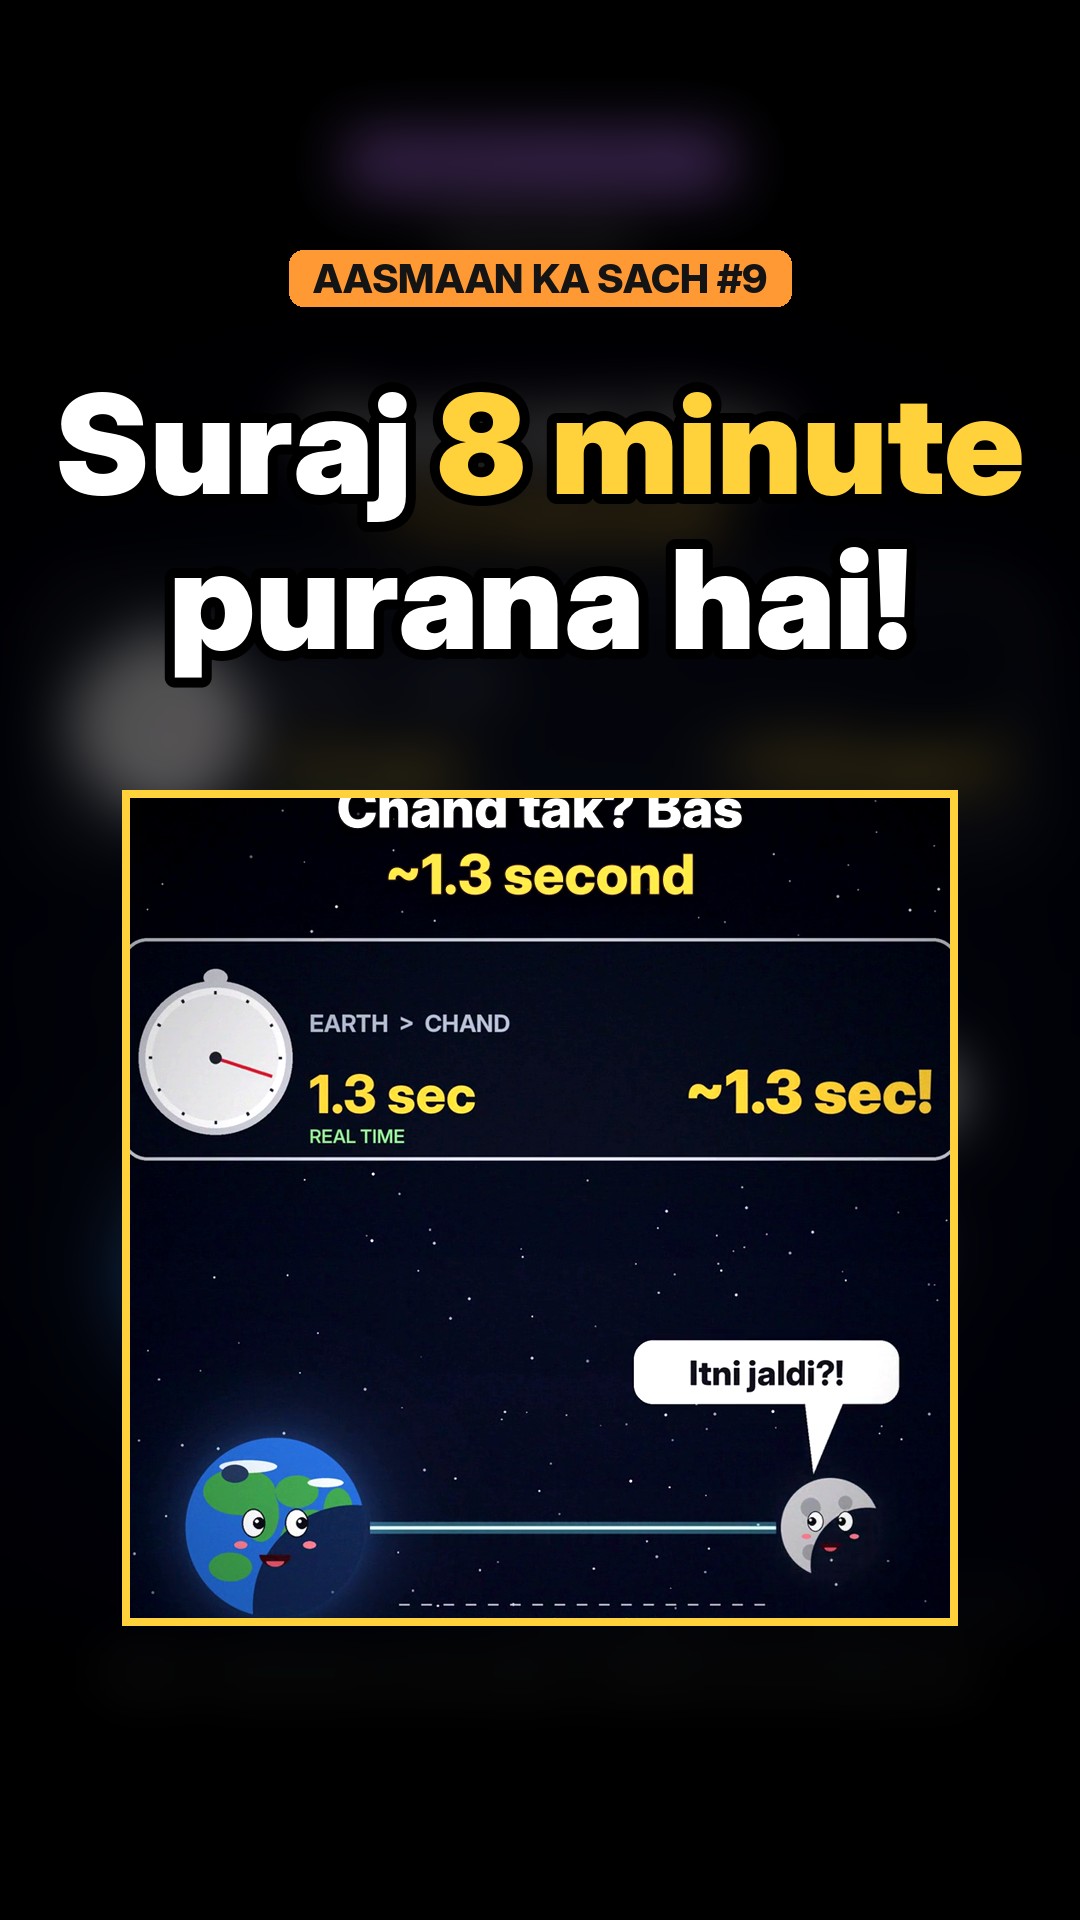 AASMAAN KA SACH #9
Suraj 8 minute
purana hai!
Chand tak? Bas
~1.3 second
EARTH > CHAND
1.3 sec
~1.3 sec!
REAL TIME
Itni jaldi?!